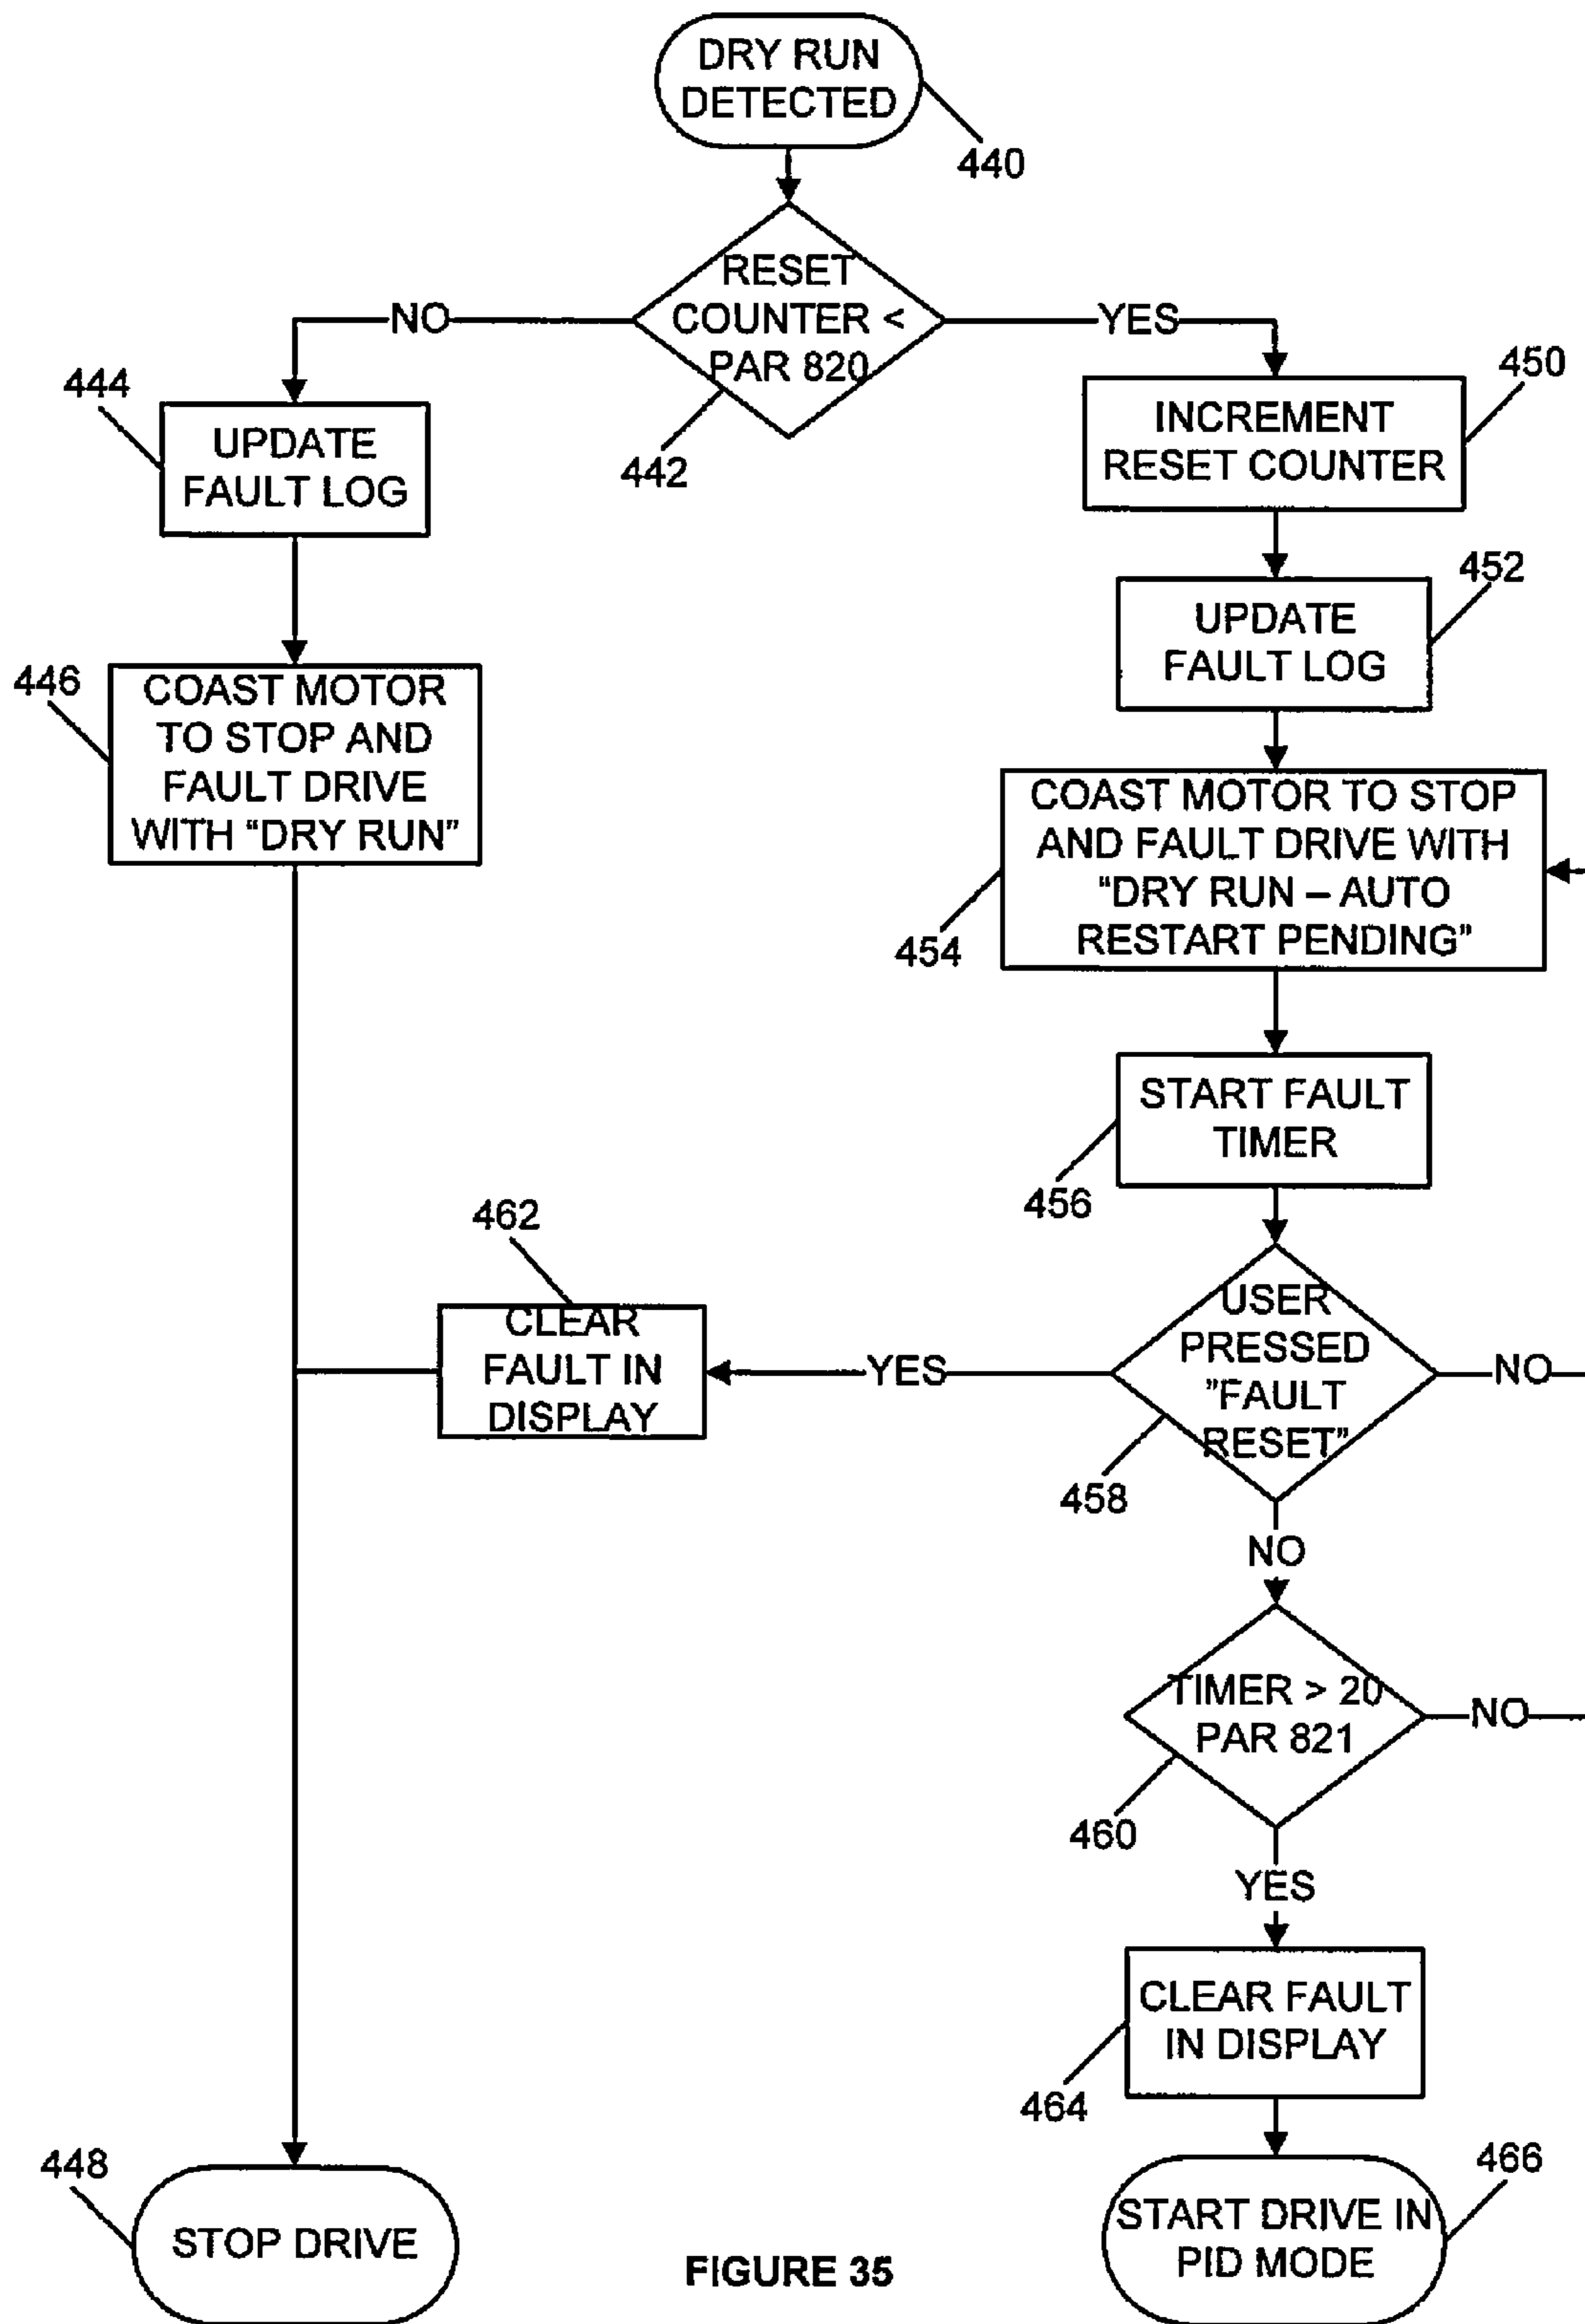 DRY RUN
DETECTED
440
RESET
COUNTER <
PAR 820
442
NO
YES
444
UPDATE
FAULT LOG
450
INCREMENT
RESET COUNTER
452
UPDATE
FAULT LOG
446
COAST MOTOR
TO STOP AND
FAULT DRIVE
WITH “DRY RUN”
COAST MOTOR TO STOP
AND FAULT DRIVE WITH
“DRY RUN – AUTO
RESTART PENDING”
454
START FAULT
TIMER
456
462
CLEAR
FAULT IN
DISPLAY
YES
USER
PRESSED
”FAULT
RESET”
NO
458
NO
TIMER > 20
PAR 821
NO
460
YES
CLEAR FAULT
IN DISPLAY
464
448
STOP DRIVE
466
START DRIVE IN
PID MODE
FIGURE 35